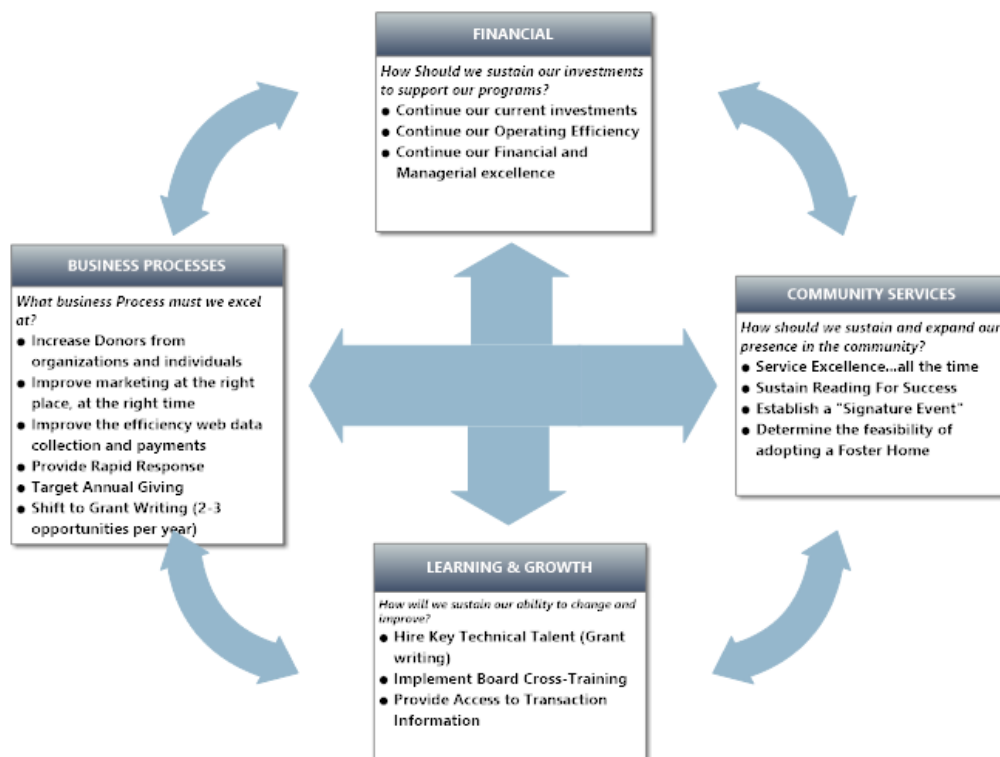 FINANCIAL
How Should we sustain our investments
to support our programs?
● Continue our current investments
● Continue our Operating Efficiency
● Continue our Financial and
Managerial excellence
BUSINESS PROCESSES
What business Process must we excel
at?
● Increase Donors from
organizations and individuals
● Improve marketing at the right
place, at the right time
● Improve the efficiency web data
collection and payments
● Provide Rapid Response
● Target Annual Giving
● Shift to Grant Writing (2-3
opportunities per year)
COMMUNITY SERVICES
How should we sustain and expand our
presence in the community?
● Service Excellence...all the time
● Sustain Reading For Success
● Establish a "Signature Event"
● Determine the feasibility of
adopting a Foster Home
LEARNING & GROWTH
How will we sustain our ability to change and
improve?
● Hire Key Technical Talent (Grant
writing)
● Implement Board Cross-Training
● Provide Access to Transaction
Information